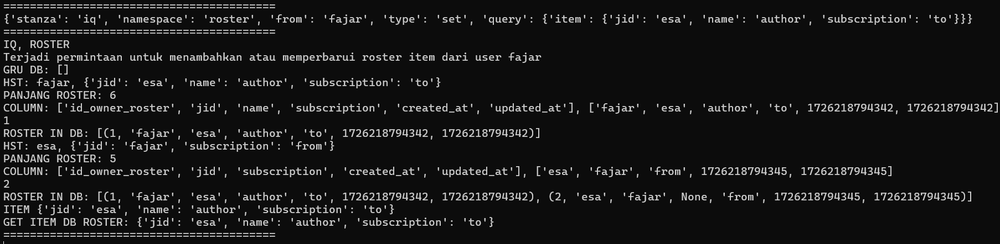 =========================================
{'stanza': 'iq', 'namespace': 'roster', 'from': 'fajar', 'type': 'set', 'query': {'item': {'jid': 'esa', 'name': 'author', 'subscription': 'to'}}}
=========================================
IQ, ROSTER
Terjadi permintaan untuk menambahkan atau memperbarui roster item dari user fajar
GRU DB: []
HST: fajar, {'jid': 'esa', 'name': 'author', 'subscription': 'to'}
PANJANG ROSTER: 6
COLUMN: ['id_owner_roster', 'jid', 'name', 'subscription', 'created_at', 'updated_at'], ['fajar', 'esa', 'author', 'to', 1726218794342, 1726218794342]
1
ROSTER IN DB: [(1, 'fajar', 'esa', 'author', 'to', 1726218794342, 1726218794342)]
HST: esa, {'jid': 'fajar', 'subscription': 'from'}
PANJANG ROSTER: 5
COLUMN: ['id_owner_roster', 'jid', 'subscription', 'created_at', 'updated_at'], ['esa', 'fajar', 'from', 1726218794345, 1726218794345]
2
ROSTER IN DB: [(1, 'fajar', 'esa', 'author', 'to', 1726218794342, 1726218794342), (2, 'esa', 'fajar', None, 'from', 1726218794345, 1726218794345)]
ITEM {'jid': 'esa', 'name': 'author', 'subscription': 'to'}
GET ITEM DB ROSTER: {'jid': 'esa', 'name': 'author', 'subscription': 'to'}
=========================================